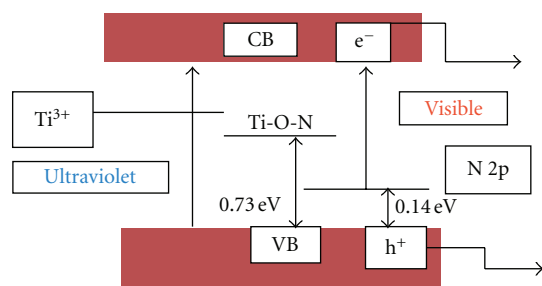 CB
e⁻
Ti³⁺
Ti-O-N
Visible
Ultraviolet
N 2p
0.73 eV
0.14 eV
VB
h⁺